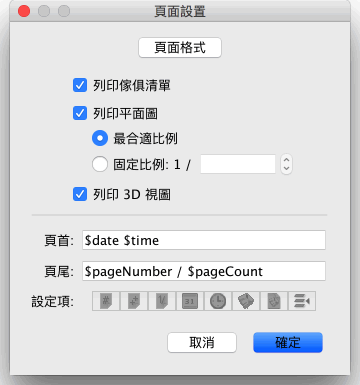 頁面設置
頁面格式
列印傢俱清單
列印平面圖
最合適比例
固定比例: 1 /
列印 3D 視圖
頁首: $date $time
頁尾: $pageNumber / $pageCount
設定項:
31
取消 確定